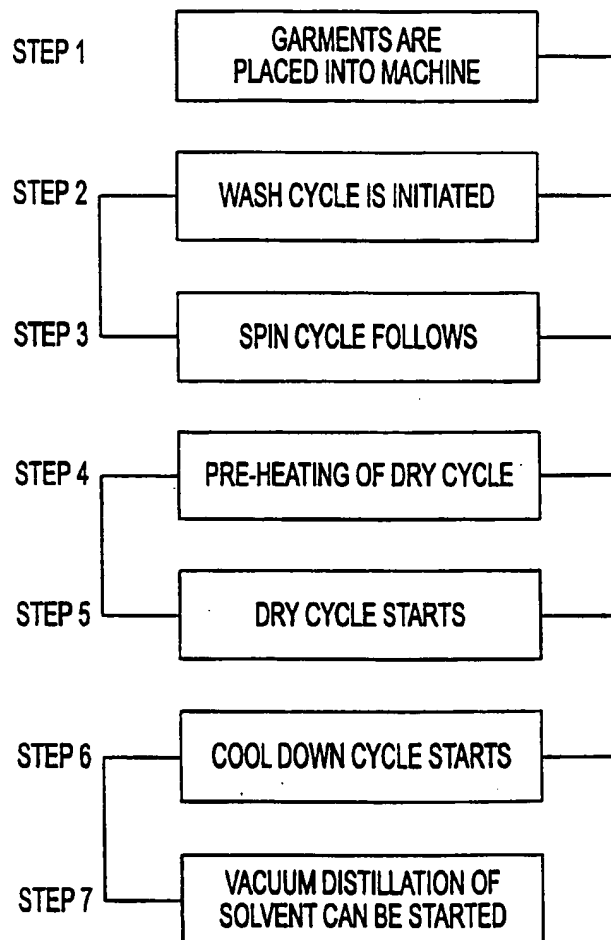 STEP 1
GARMENTS ARE
PLACED INTO MACHINE
STEP 2
WASH CYCLE IS INITIATED
STEP 3
SPIN CYCLE FOLLOWS
STEP 4
PRE-HEATING OF DRY CYCLE
STEP 5
DRY CYCLE STARTS
STEP 6
COOL DOWN CYCLE STARTS
STEP 7
VACUUM DISTILLATION OF
SOLVENT CAN BE STARTED